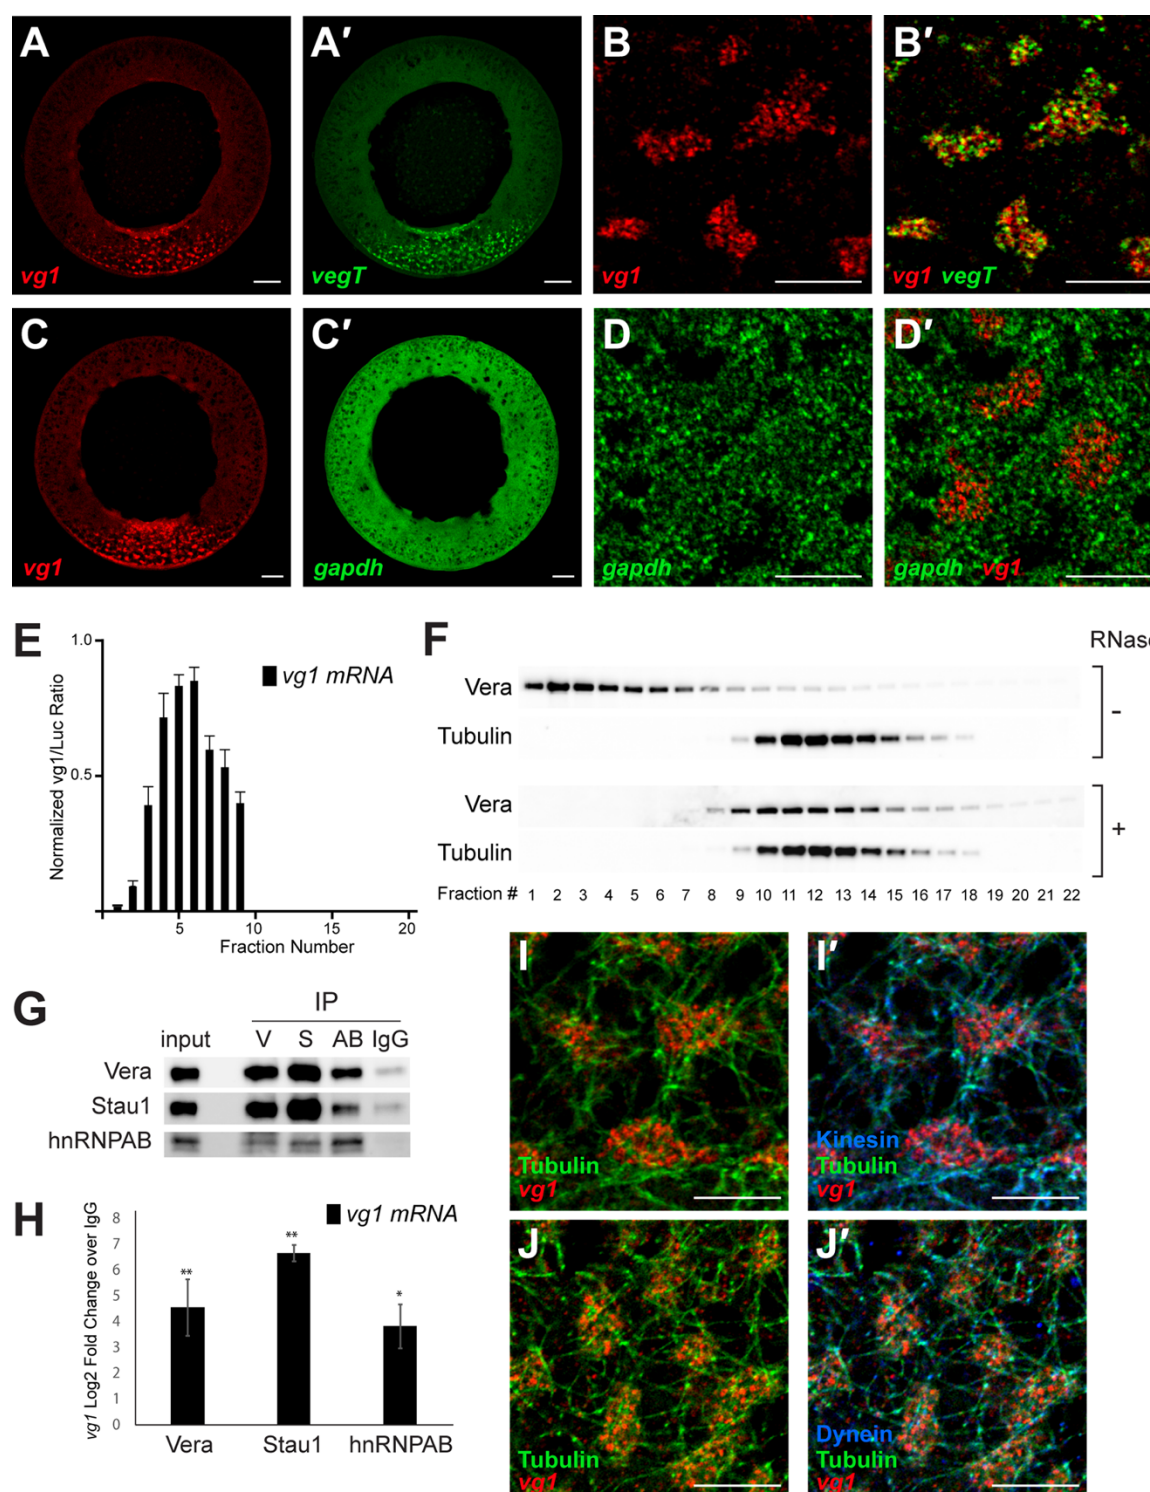 A
vg1
A′
vegT
B
vg1
B′
vg1 vegT
C
vg1
C′
gapdh
D
gapdh
D′
gapdh vg1
E
1.0
0.5
Normalized vg1/Luc Ratio
vg1 mRNA
5 10 15 20
Fraction Number
F
RNase
Vera
Tubulin
-
Vera
Tubulin
+
Fraction # 1 2 3 4 5 6 7 8 9 10 11 12 13 14 15 16 17 18 19 20 21 22
G
IP
input V S AB IgG
Vera
Stau1
hnRNPAB
H
vg1 mRNA
vg1 Log2 Fold Change over IgG
8
7
6
5
4
3
2
1
0
** ** *
Vera Stau1 hnRNPAB
I
Tubulin
vg1
I′
Kinesin
Tubulin
vg1
J
Tubulin
vg1
J′
Dynein
Tubulin
vg1